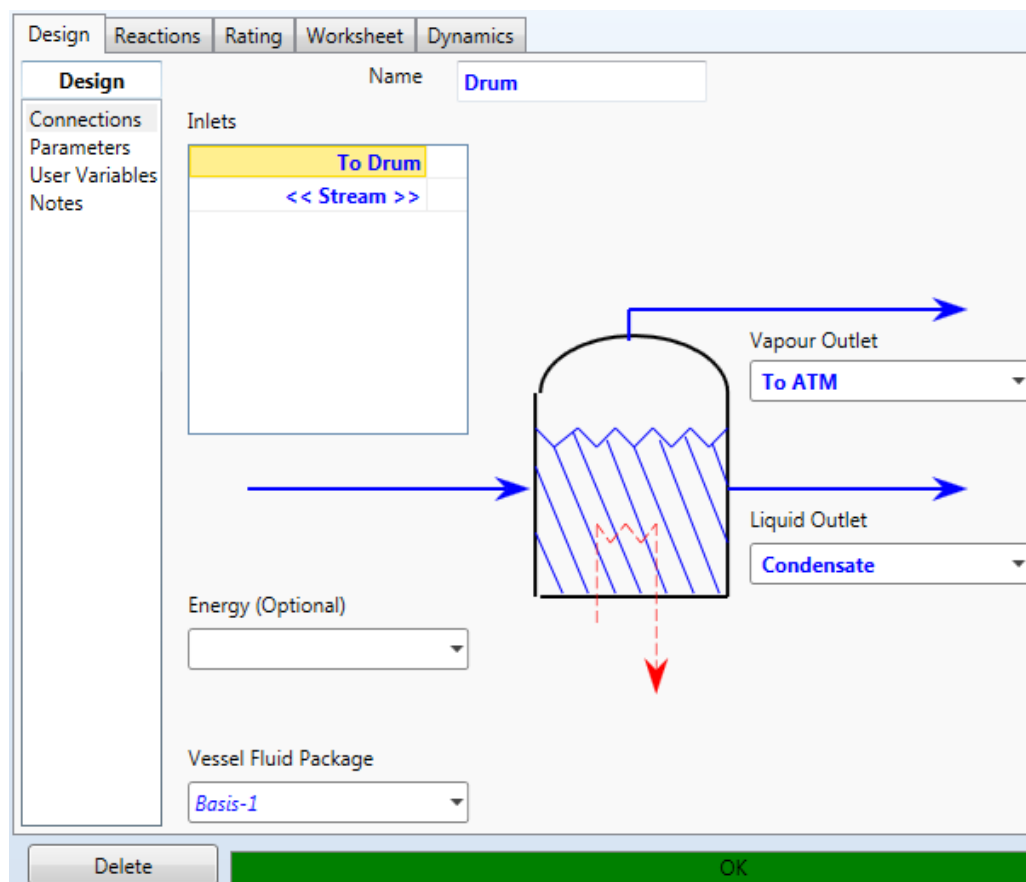 Design Reactions Rating Worksheet Dynamics
Design
Connections
Parameters
User Variables
Notes
Name Drum
Inlets
To Drum
<< Stream >>
Vapour Outlet
To ATM
Liquid Outlet
Condensate
Energy (Optional)
Vessel Fluid Package
Basis-1
Delete OK